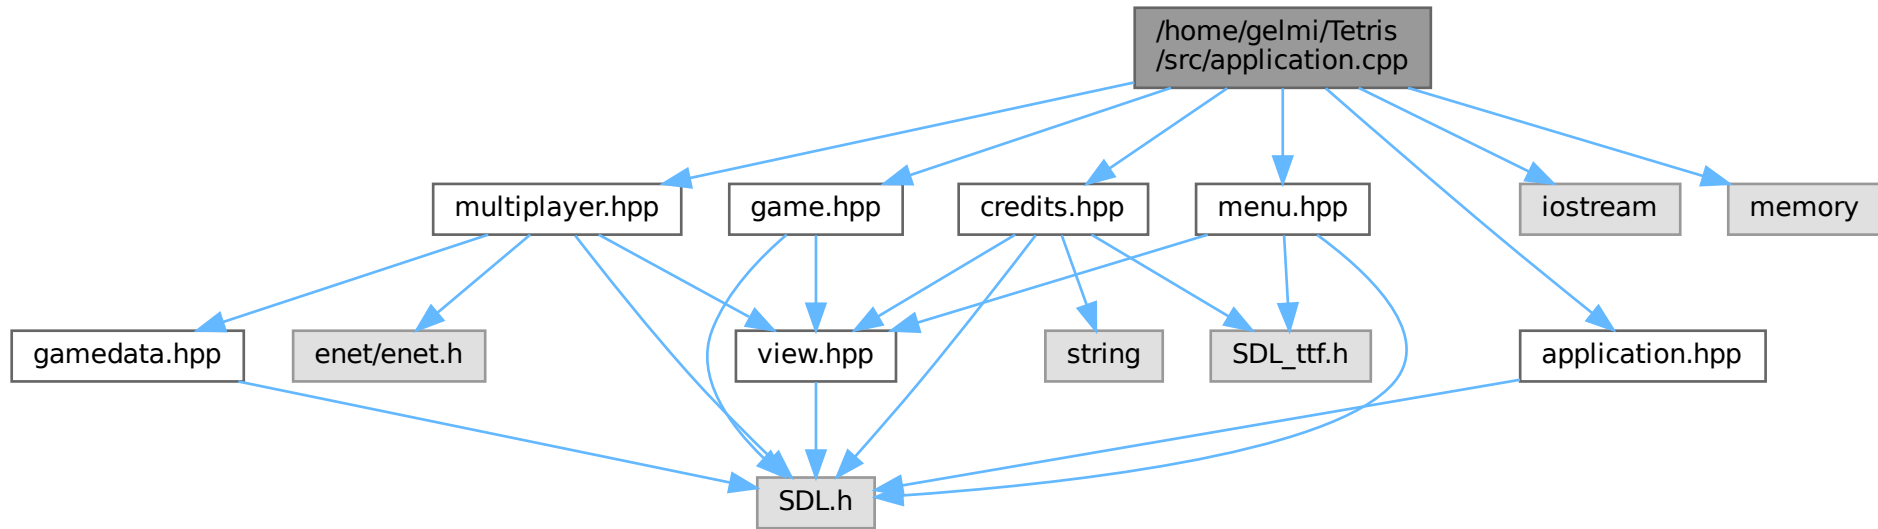 /home/gelmi/Tetris
/src/application.cpp
multiplayer.hpp
game.hpp
credits.hpp
menu.hpp
iostream
memory
gamedata.hpp
enet/enet.h
view.hpp
string
SDL_ttf.h
application.hpp
SDL.h